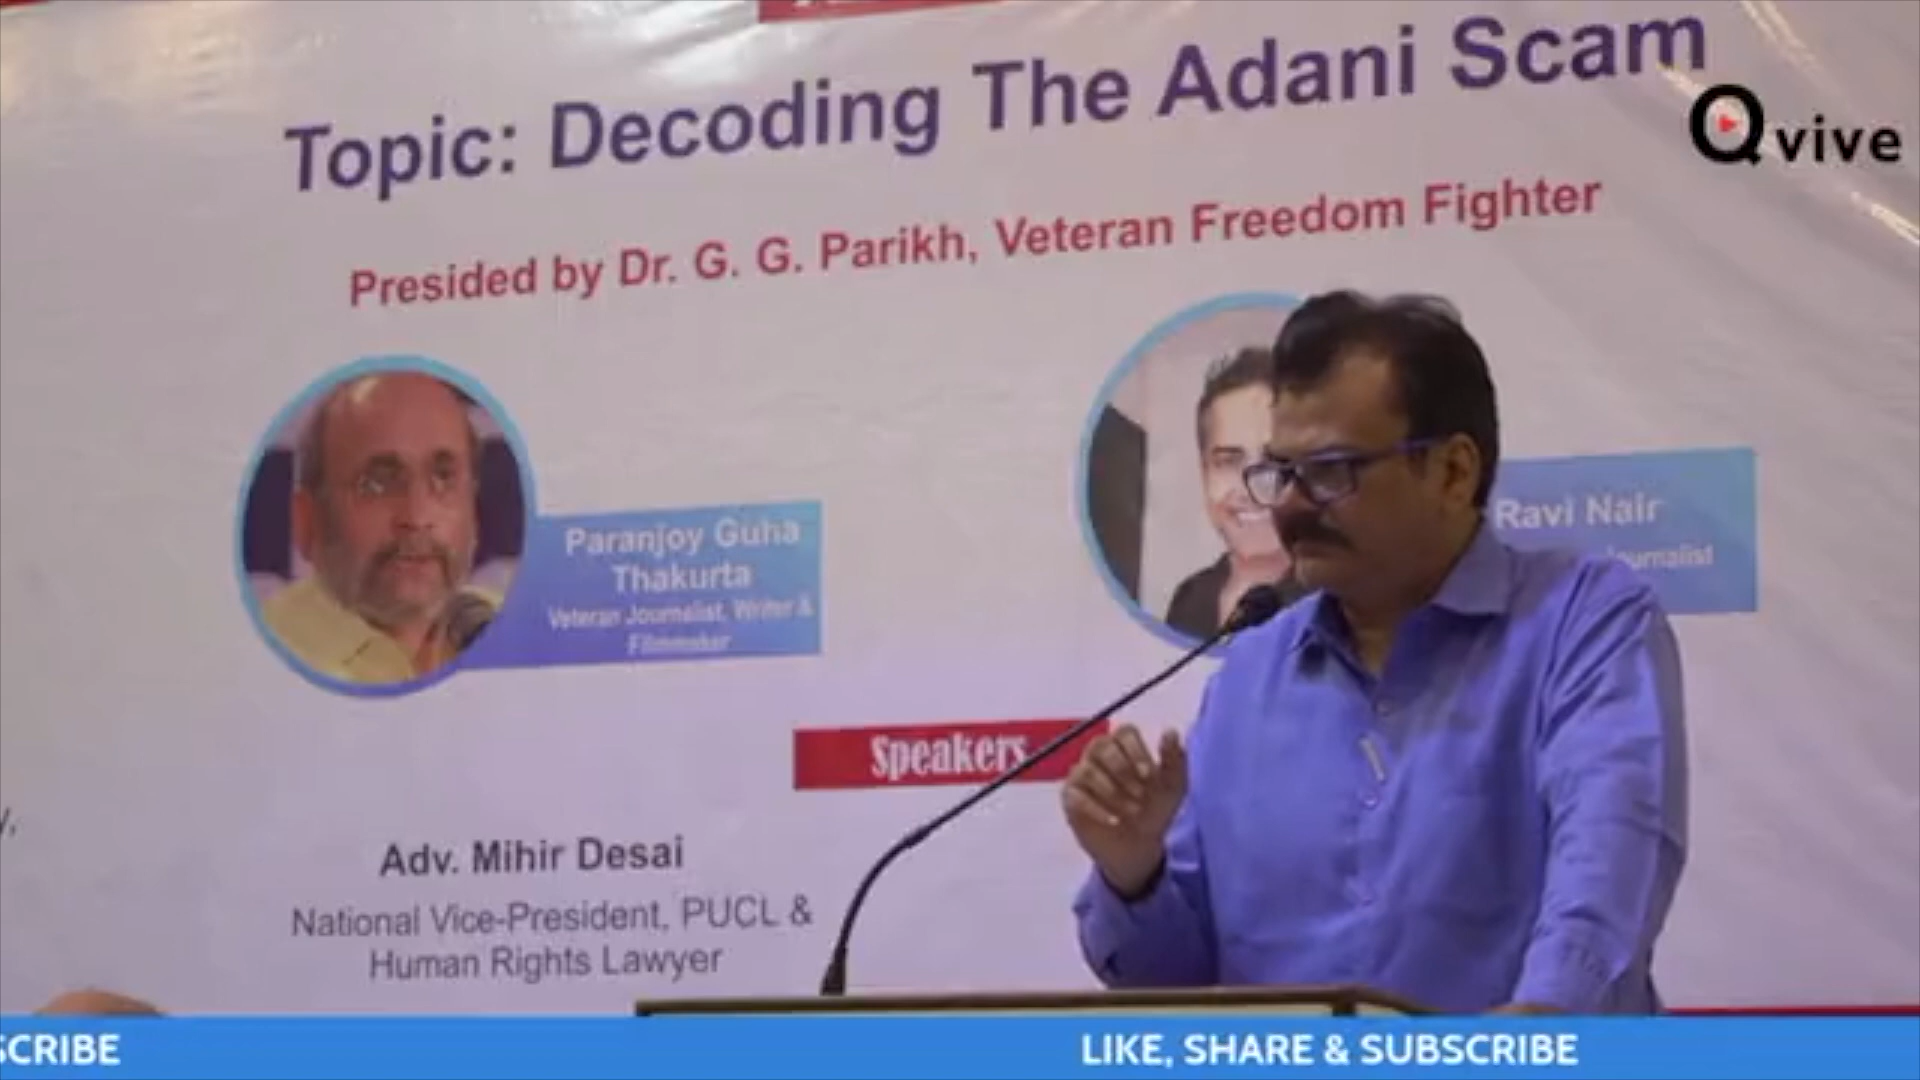 Topic: Decoding The Adani Scam
Q vive
Presided by Dr. G. G. Parikh, Veteran Freedom Fighter
Paranjoy Guha
Thakurta
Veteran Journalist, Writer &
Filmmaker
Ravi Nair
Journalist
Speakers
Adv. Mihir Desai
National Vice-President, PUCL &
Human Rights Lawyer
y,
SCRIBE
LIKE, SHARE & SUBSCRIBE